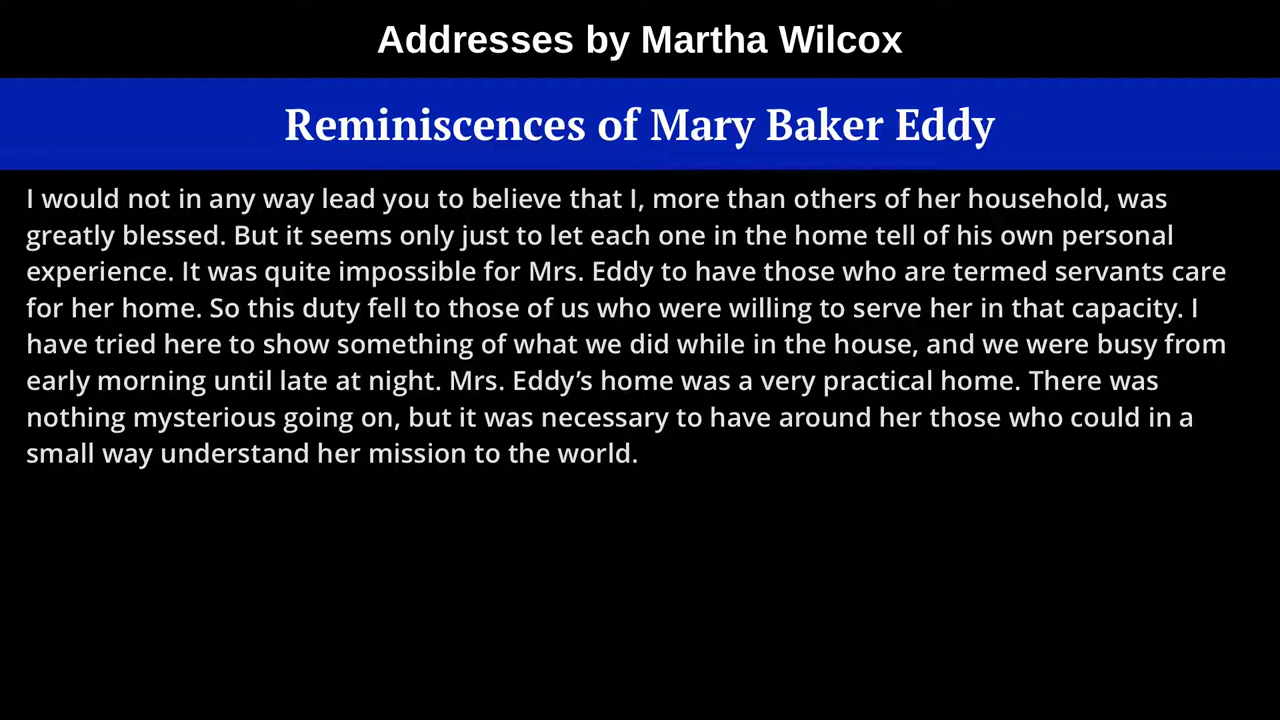 Addresses by Martha Wilcox
Reminiscences of Mary Baker Eddy
I would not in any way lead you to believe that I, more than others of her household, was
greatly blessed. But it seems only just to let each one in the home tell of his own personal
experience. It was quite impossible for Mrs. Eddy to have those who are termed servants care
for her home. So this duty fell to those of us who were willing to serve her in that capacity. I
have tried here to show something of what we did while in the house, and we were busy from
early morning until late at night. Mrs. Eddy’s home was a very practical home. There was
nothing mysterious going on, but it was necessary to have around her those who could in a
small way understand her mission to the world.